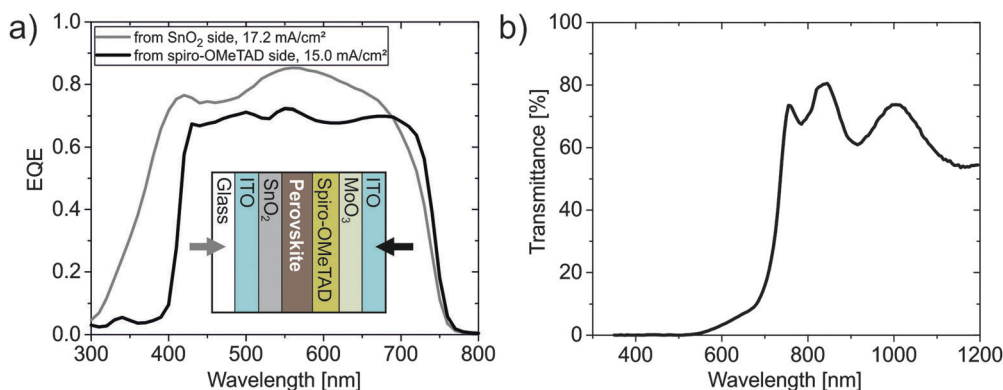 a)
from SnO₂ side, 17.2 mA/cm²
from spiro-OMeTAD side, 15.0 mA/cm²
EQE
1.0
0.8
0.6
0.4
0.2
0.0
Glass
ITO
SnO₂
Perovskite
Spiro-OMeTAD
MoO₃
ITO
300 400 500 600 700 800
Wavelength [nm]
b)
Transmittance [%]
100
80
60
40
20
0
400 600 800 1000 1200
Wavelength [nm]